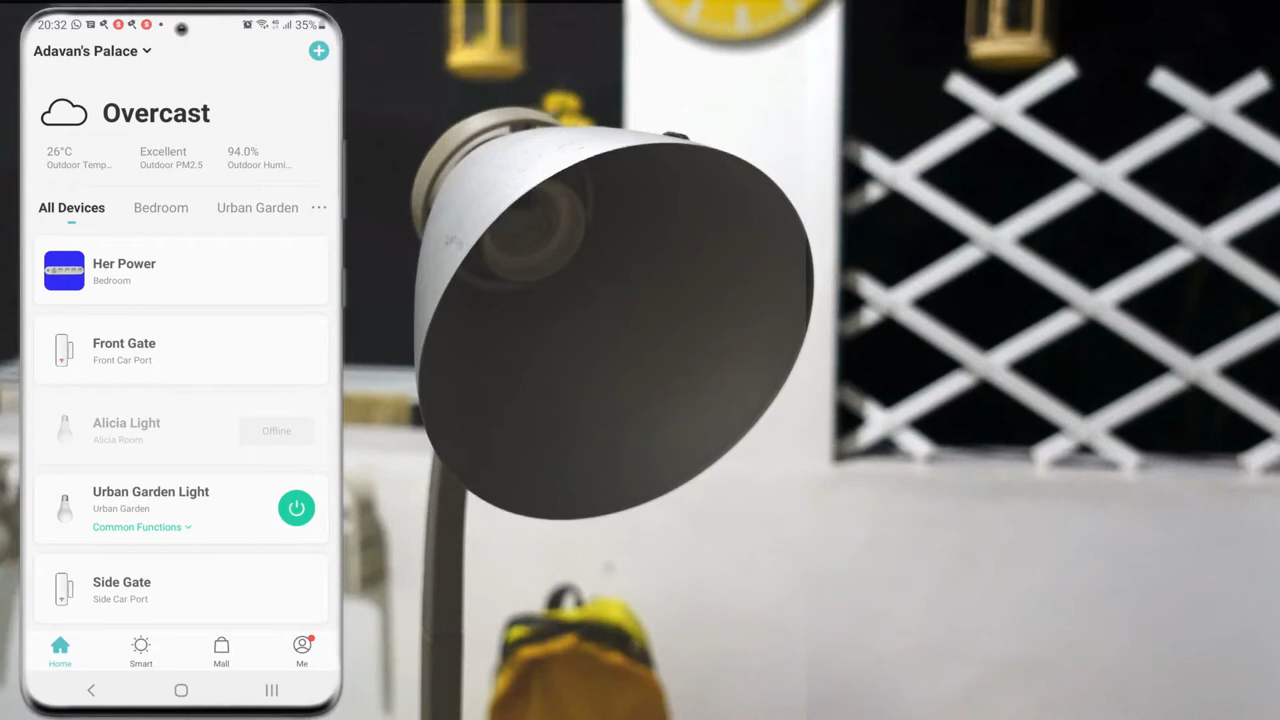 20:32 35%
Adavan's Palace
Overcast
26°C Excellent 94.0%
Outdoor Temp... Outdoor PM2.5 Outdoor Humi...
All Devices Bedroom Urban Garden ...
Her Power
Bedroom
Front Gate
Front Car Port
Alicia Light
Alicia Room
Offline
Urban Garden Light
Urban Garden
Common Functions
Side Gate
Side Car Port
Home Smart Mall Me